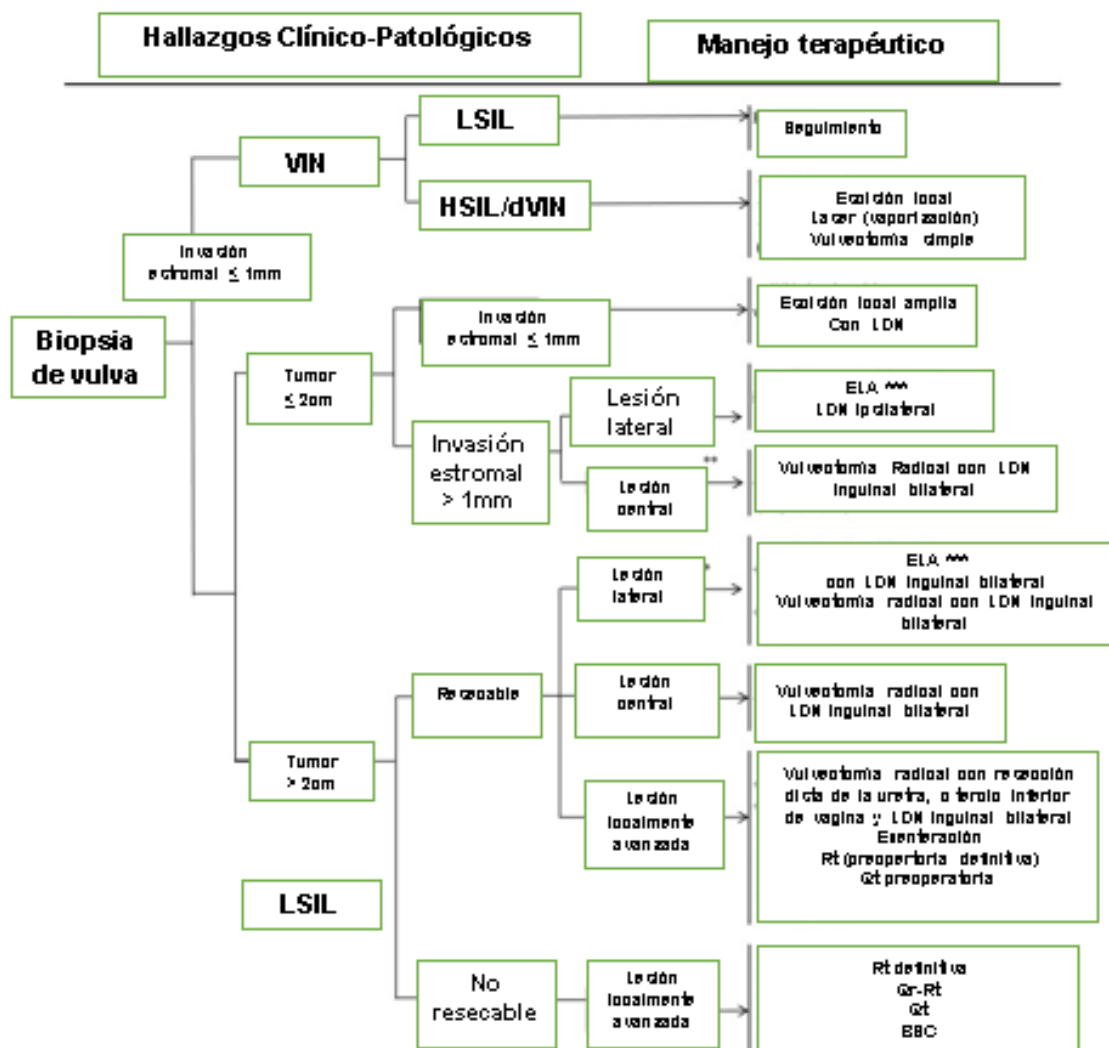 Hallazgos Clínico-Patológicos
Manejo terapéutico
LSIL
Seguimiento
VIN
HSIL/dVIN
Escisión local
Laser (vaporización)
Vulvectomía simple
Invasión
estromal ≤ 1mm
Biopsia
de vulva
Invasión
estromal ≤ 1mm
Escisión local amplia
Con LDN
Tumor
≤ 2cm
Lesión
lateral
ELA ***
LDN ipsilateral
Invasión
estromal
> 1mm
**
Lesión
central
Vulvectomía Radical con LDN
inguinal bilateral
*
Lesión
lateral
ELA ***
con LDN inguinal bilateral
Vulvectomía radical con LDN inguinal
bilateral
Resecable
Lesión
central
Vulvectomía radical con
LDN inguinal bilateral
Tumor
> 2cm
Lesión
localmente
avanzada
Vulvectomía radical con resección
dista de la uretra, o tercio inferior
de vagina y LDN inguinal bilateral
Exenteración
Rt (preopertoria definitiva)
Qt preoperatoria
LSIL
No
resecable
Lesión
localmente
avanzada
Rt definitiva
Qr-Rt
Qt